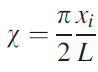 χ = π/2 x_i/L